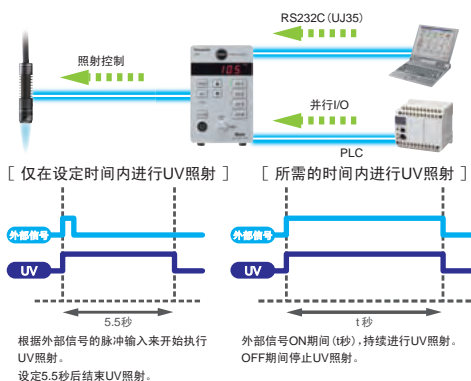 RS232C(UJ35)
照射控制
Panasonic
105
并行I/O
PLC
[ 仅在设定时间内进行UV照射 ]
[ 所需的时间内进行UV照射 ]
外部信号
外部信号
UV
UV
5.5秒
t 秒
根据外部信号的脉冲输入来开始执行
UV照射。
设定5.5秒后结束UV照射。
外部信号ON期间(t秒),持续进行UV照射。
OFF期间停止UV照射。